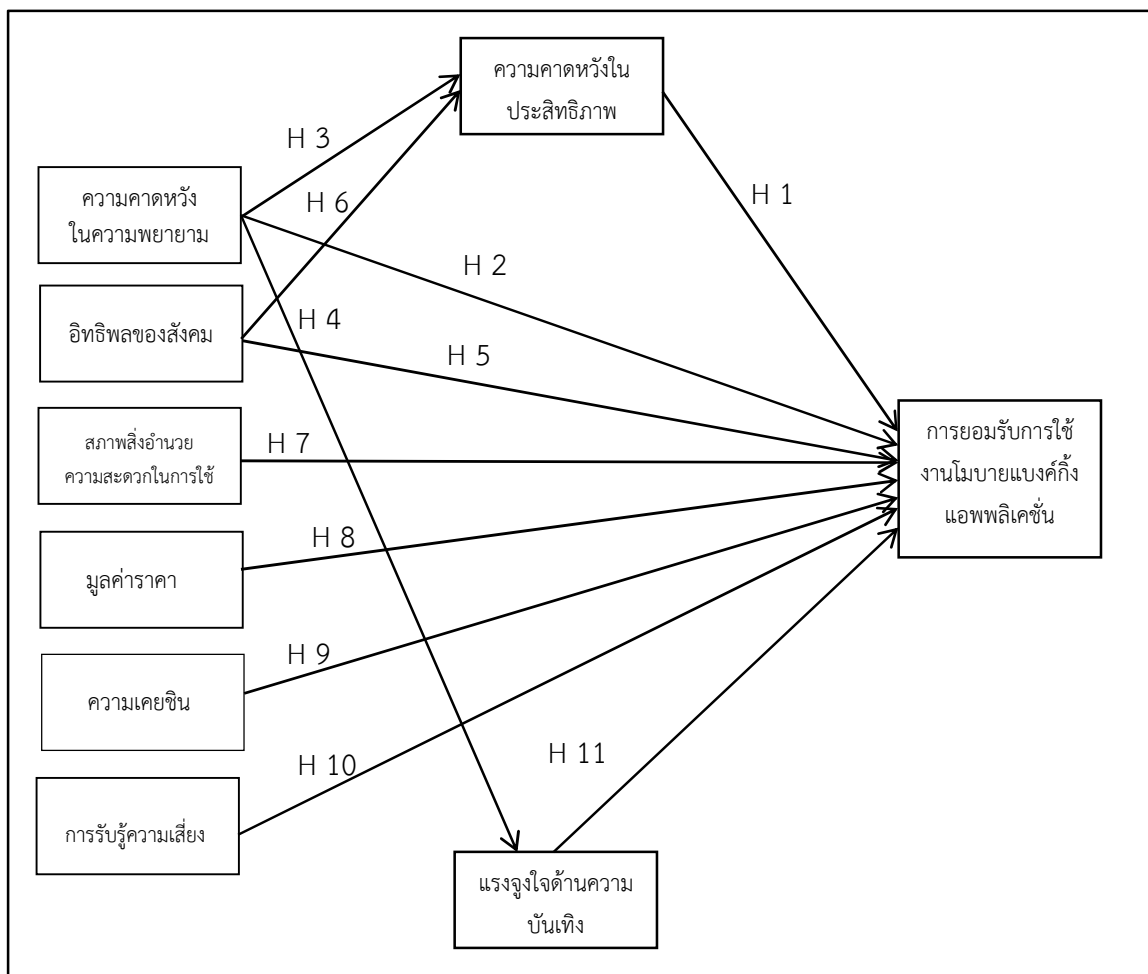 ความคาดหวังใน
ประสิทธิภาพ
H 3
H 1
H 6
ความคาดหวัง
ในความพยายาม
H 2
H 4
อิทธิพลของสังคม
H 5
สภาพสิ่งอำนวย
ความสะดวกในการใช้
H 7
การยอมรับการใช้
งานโมบายแบงค์กิ้ง
แอพพลิเคชั่น
H 8
มูลค่าราคา
H 9
ความเคยชิน
H 10
H 11
การรับรู้ความเสี่ยง
แรงจูงใจด้านความ
บันเทิง